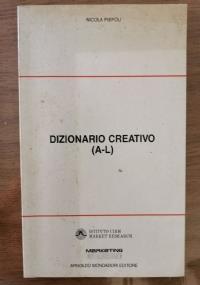 NICOLA PIEPOLI
DIZIONARIO CREATIVO
(A-L)
ISTITUTO CIRM
MARKET RESEARCH
MARKETING
ARNOLDO MONDADORI EDITORE